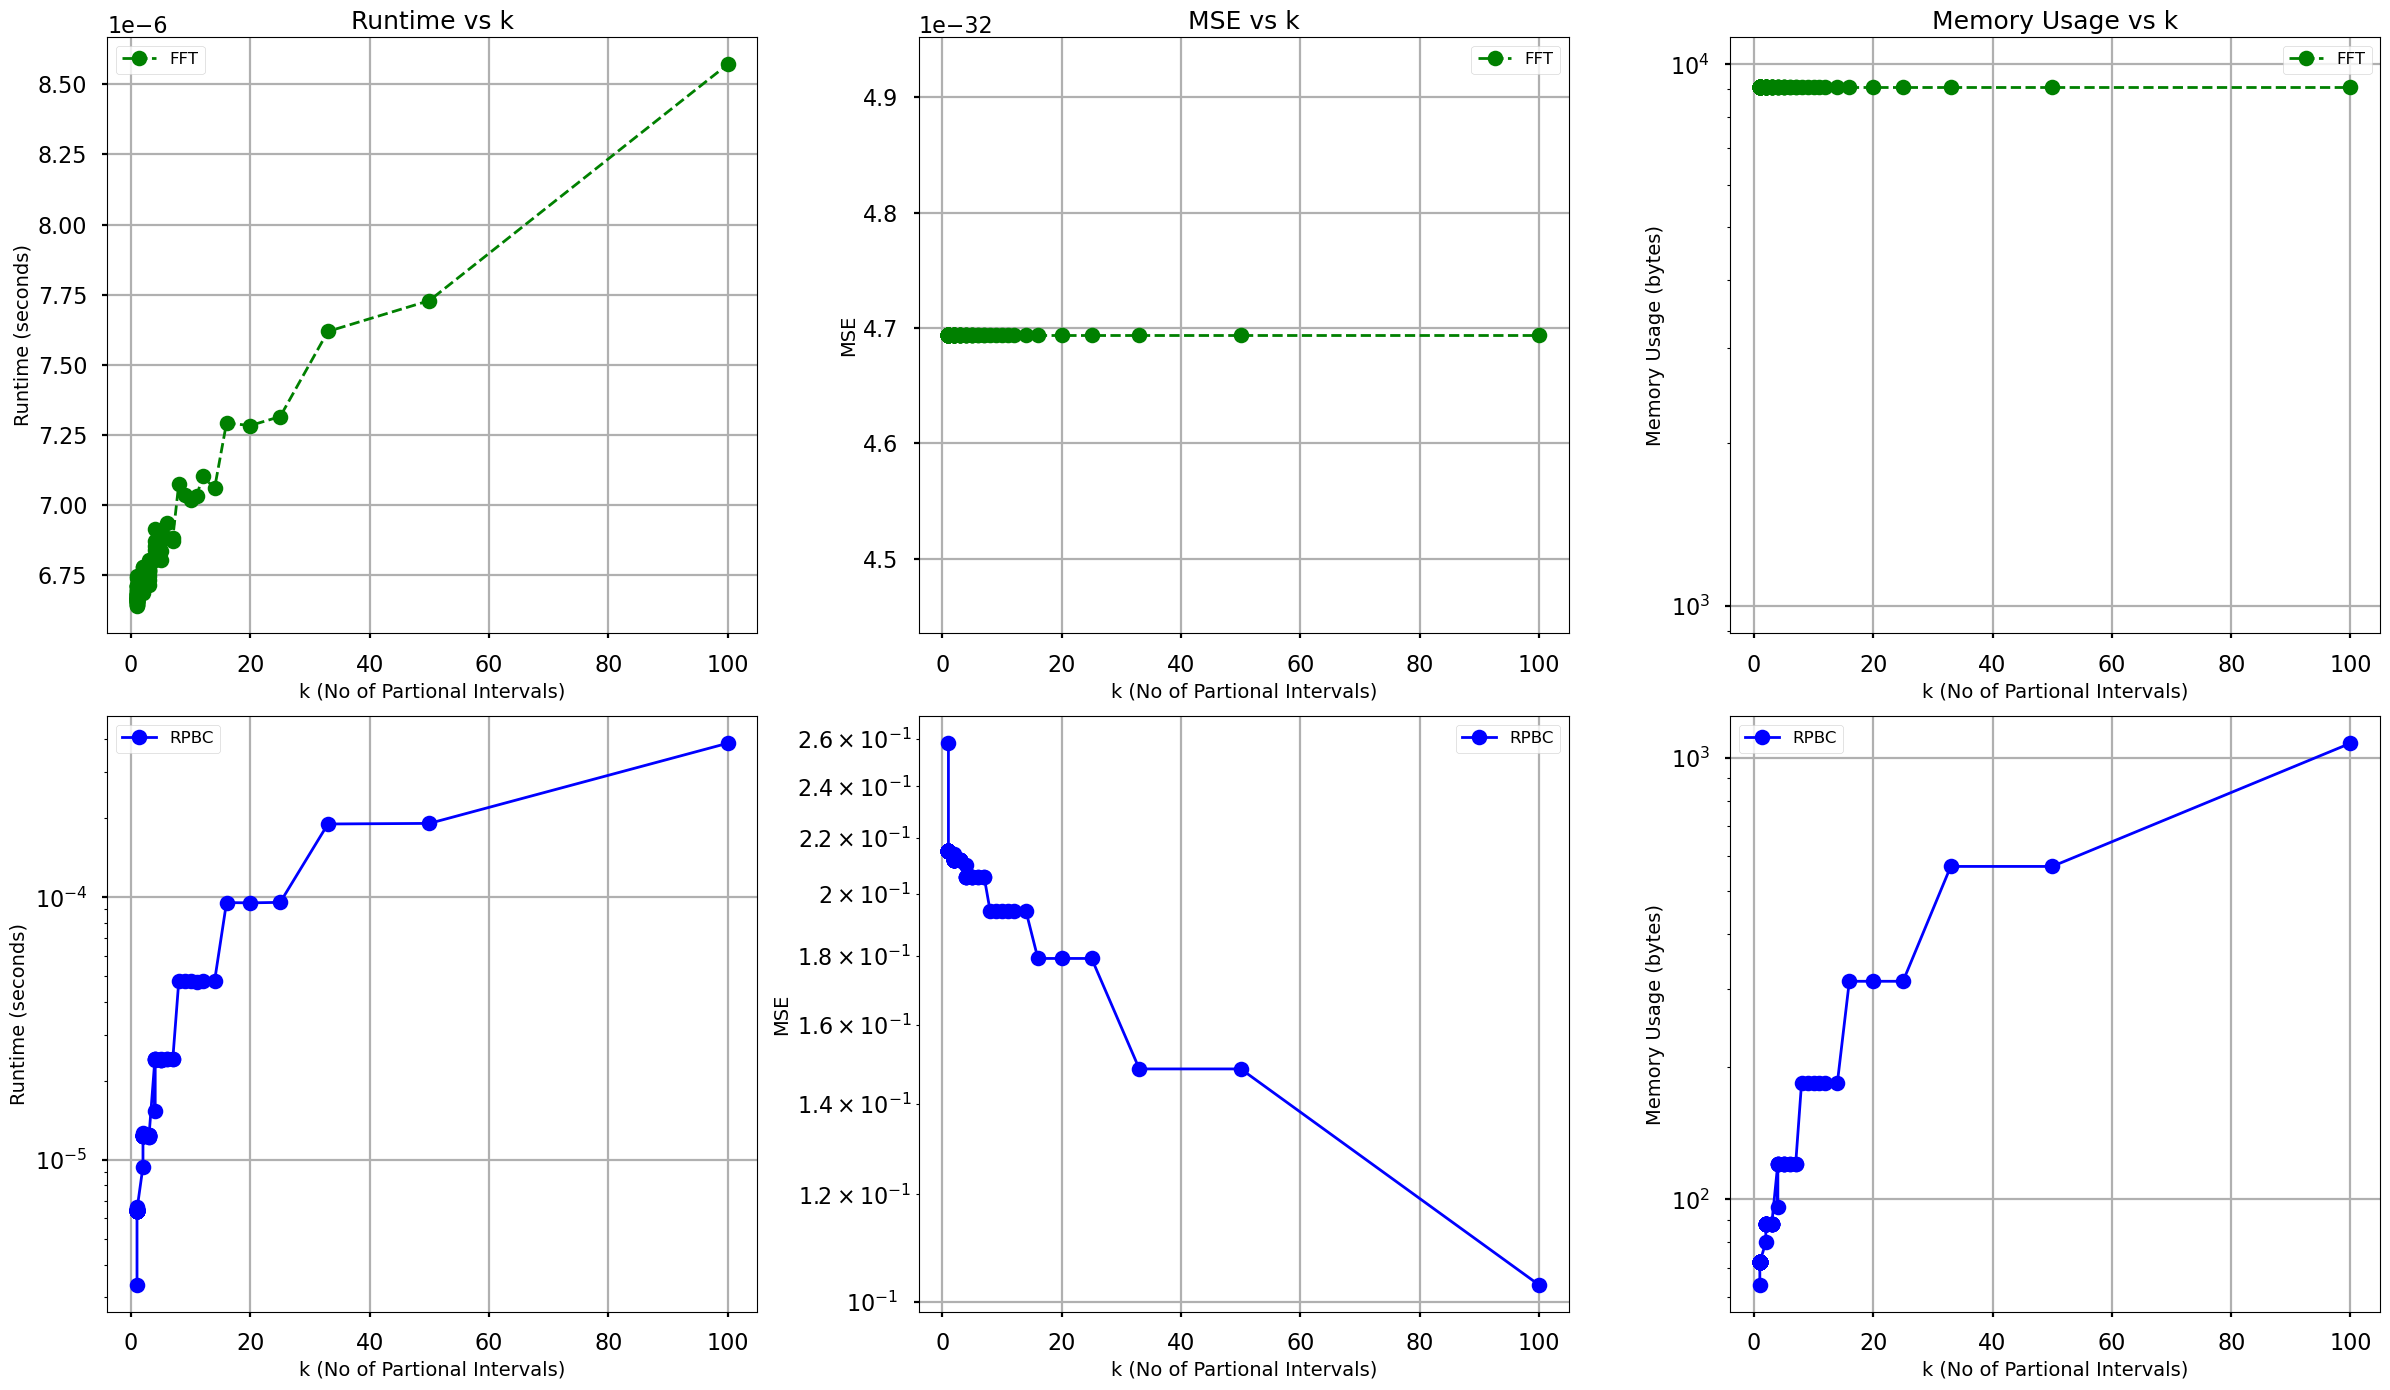 Runtime vs k
1e−6
FFT
8.50
8.25
8.00
7.75
7.50
7.25
7.00
6.75
Runtime (seconds)
0 20 40 60 80 100
k (No of Partional Intervals)
MSE vs k
1e−32
FFT
4.9
4.8
4.7
4.6
4.5
MSE
0 20 40 60 80 100
k (No of Partional Intervals)
Memory Usage vs k
FFT
10⁴
10³
Memory Usage (bytes)
0 20 40 60 80 100
k (No of Partional Intervals)
RPBC
10⁻⁴
10⁻⁵
Runtime (seconds)
0 20 40 60 80 100
k (No of Partional Intervals)
RPBC
2.6 × 10⁻¹
2.4 × 10⁻¹
2.2 × 10⁻¹
2 × 10⁻¹
1.8 × 10⁻¹
1.6 × 10⁻¹
1.4 × 10⁻¹
1.2 × 10⁻¹
10⁻¹
MSE
0 20 40 60 80 100
k (No of Partional Intervals)
RPBC
10³
10²
Memory Usage (bytes)
0 20 40 60 80 100
k (No of Partional Intervals)